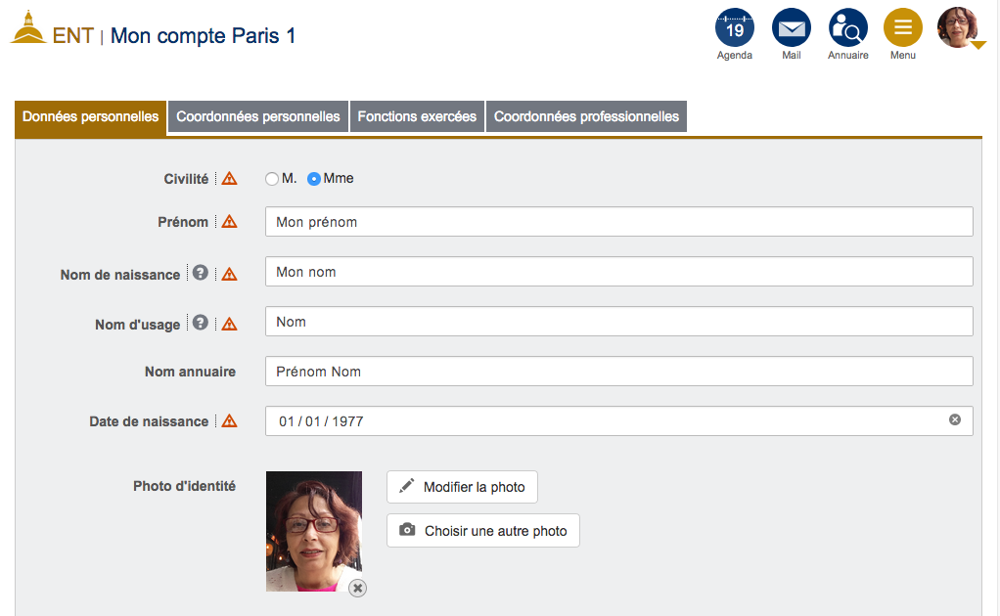 ENT | Mon compte Paris 1
19
Agenda
Mail
Annuaire
Menu
Données personnelles
Coordonnées personnelles
Fonctions exercées
Coordonnées professionnelles
Civilité
M.
Mme
Prénom
Mon prénom
Nom de naissance ?
Mon nom
Nom d'usage ?
Nom
Nom annuaire
Prénom Nom
Date de naissance
01 / 01 / 1977
Photo d'identité
Modifier la photo
Choisir une autre photo